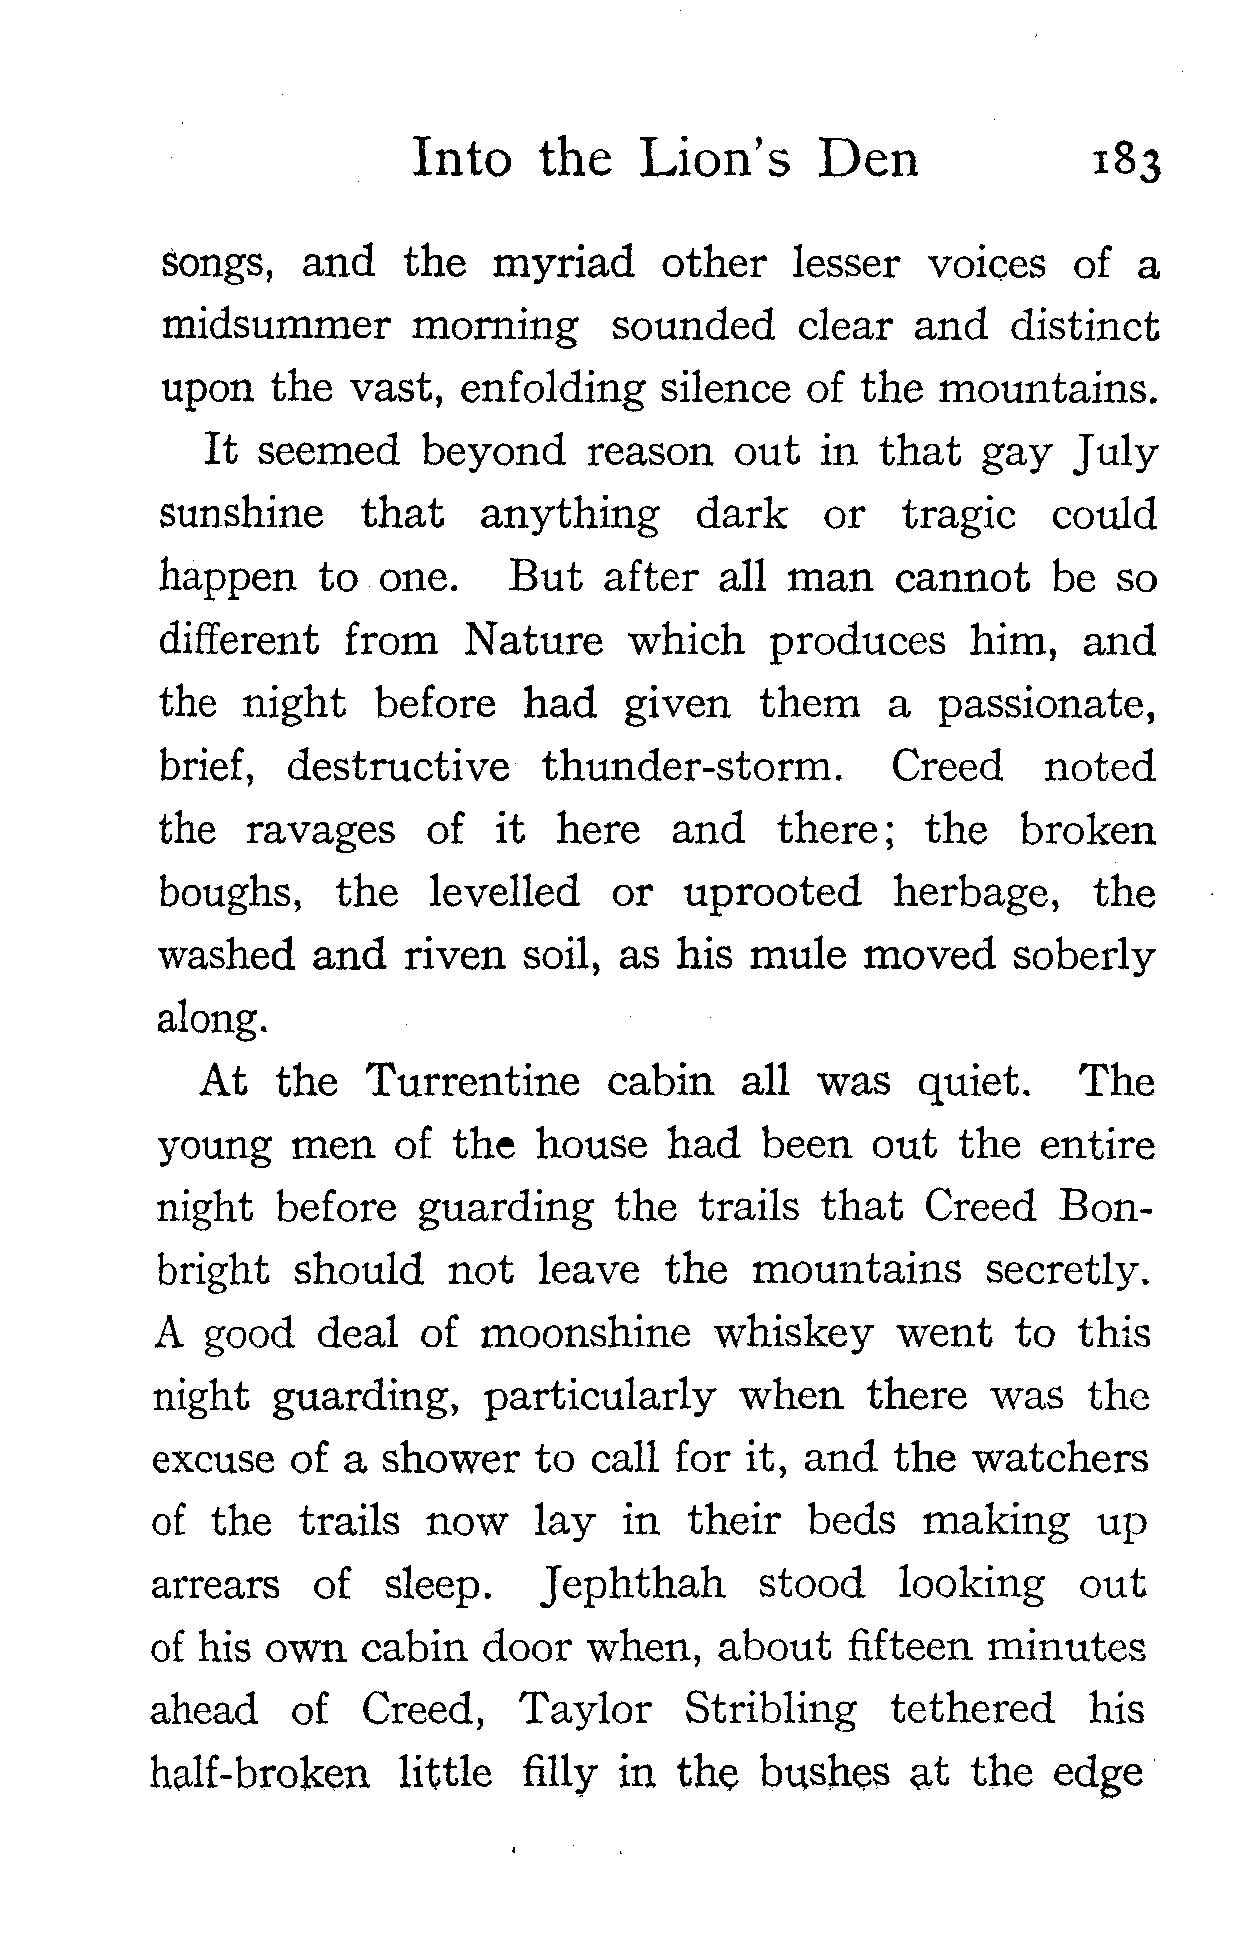 Into the Lion's Den 183
songs, and the myriad other lesser voices of a
midsummer morning sounded clear and distinct
upon the vast, enfolding silence of the mountains.
It seemed beyond reason out in that gay July
sunshine that anything dark or tragic could
happen to one. But after all man cannot be so
different from Nature which produces him, and
the night before had given them a passionate,
brief, destructive thunder-storm. Creed noted
the ravages of it here and there; the broken
boughs, the levelled or uprooted herbage, the
washed and riven soil, as his mule moved soberly
along.
At the Turrentine cabin all was quiet. The
young men of the house had been out the entire
night before guarding the trails that Creed Bon-
bright should not leave the mountains secretly.
A good deal of moonshine whiskey went to this
night guarding, particularly when there was the
excuse of a shower to call for it, and the watchers
of the trails now lay in their beds making up
arrears of sleep. Jephthah stood looking out
of his own cabin door when, about fifteen minutes
ahead of Creed, Taylor Stribling tethered his
half-broken little filly in the bushes at the edge